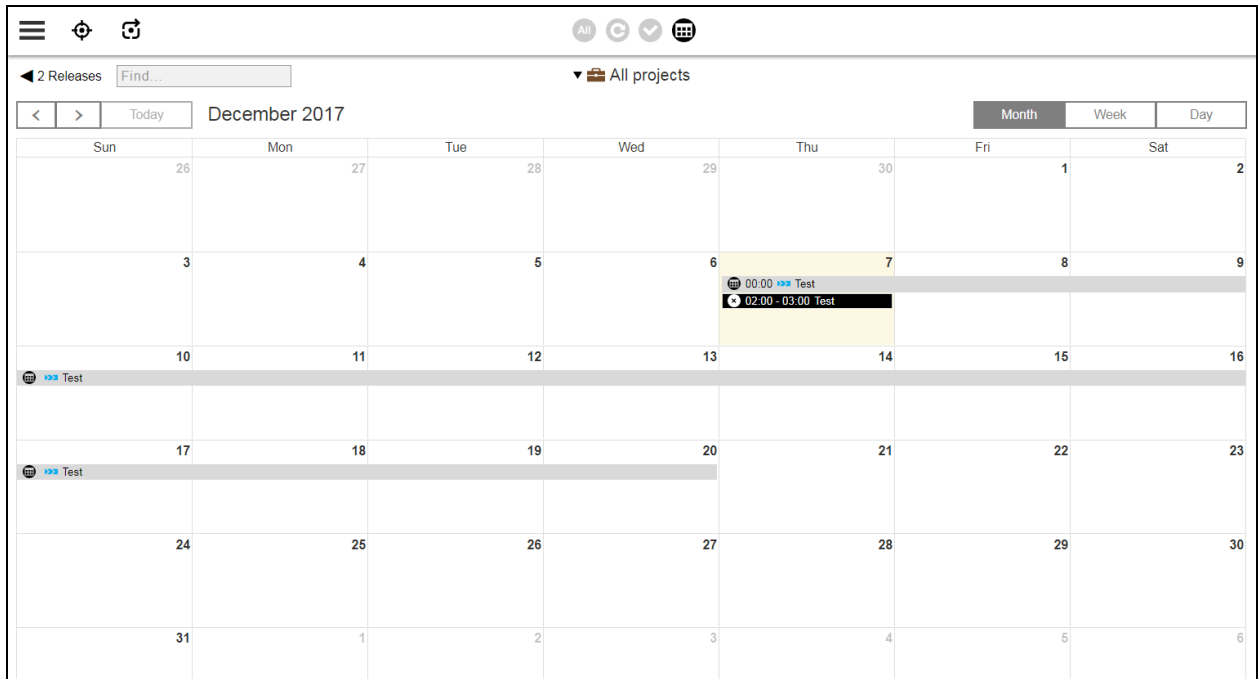 All
2 Releases Find... All projects
Today December 2017 Month Week Day
Sun Mon Tue Wed Thu Fri Sat
26 27 28 29 30 1 2
3 4 5 6 7 8 9
00:00 Test
02:00 - 03:00 Test
10 11 12 13 14 15 16
Test
17 18 19 20 21 22 23
Test
24 25 26 27 28 29 30
31 1 2 3 4 5 6